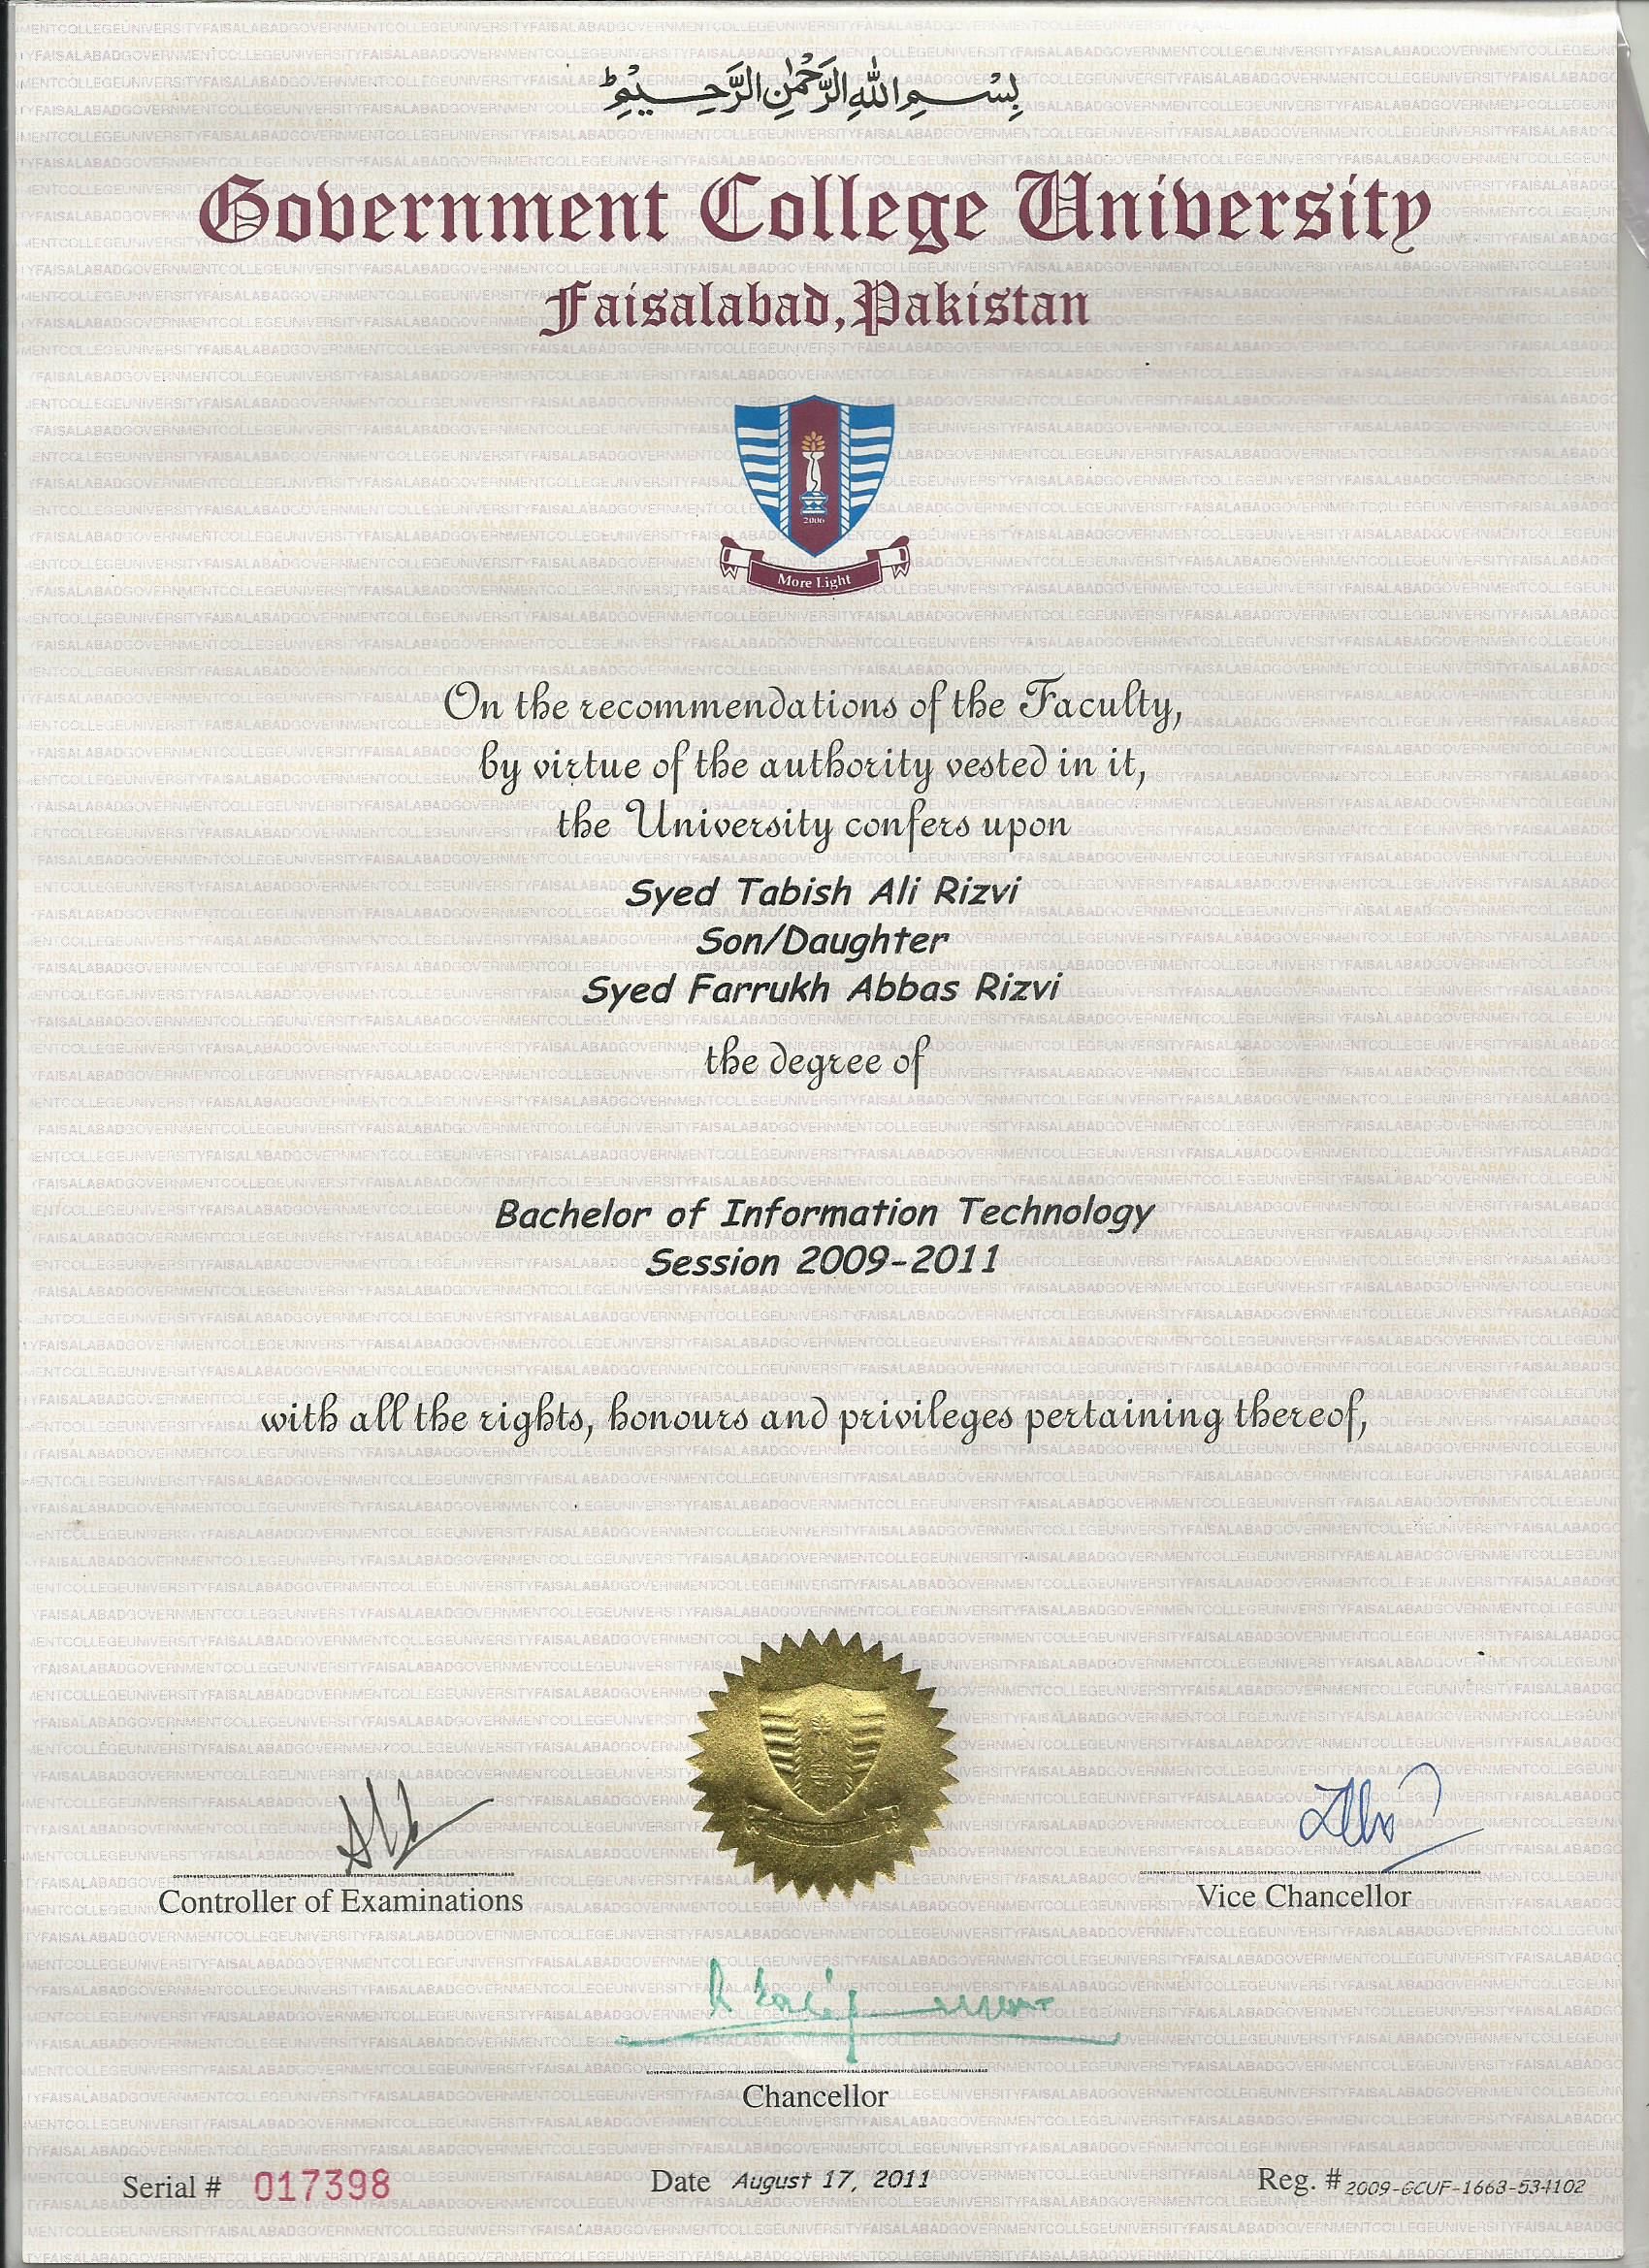 بِسْمِ اللهِ الرَّحْمٰنِ الرَّحِيْمِ
Government College University
Faisalabad, Pakistan
2006
More Light
On the recommendations of the Faculty,
by virtue of the authority vested in it,
the University confers upon
Syed Tabish Ali Rizvi
Son/Daughter
Syed Farrukh Abbas Rizvi
the degree of
Bachelor of Information Technology
Session 2009-2011
with all the rights, honours and privileges pertaining thereof,
Controller of Examinations
Vice Chancellor
Chancellor
Serial # 017398
Date August 17, 2011
Reg. # 2009-GCUF-1668-534102